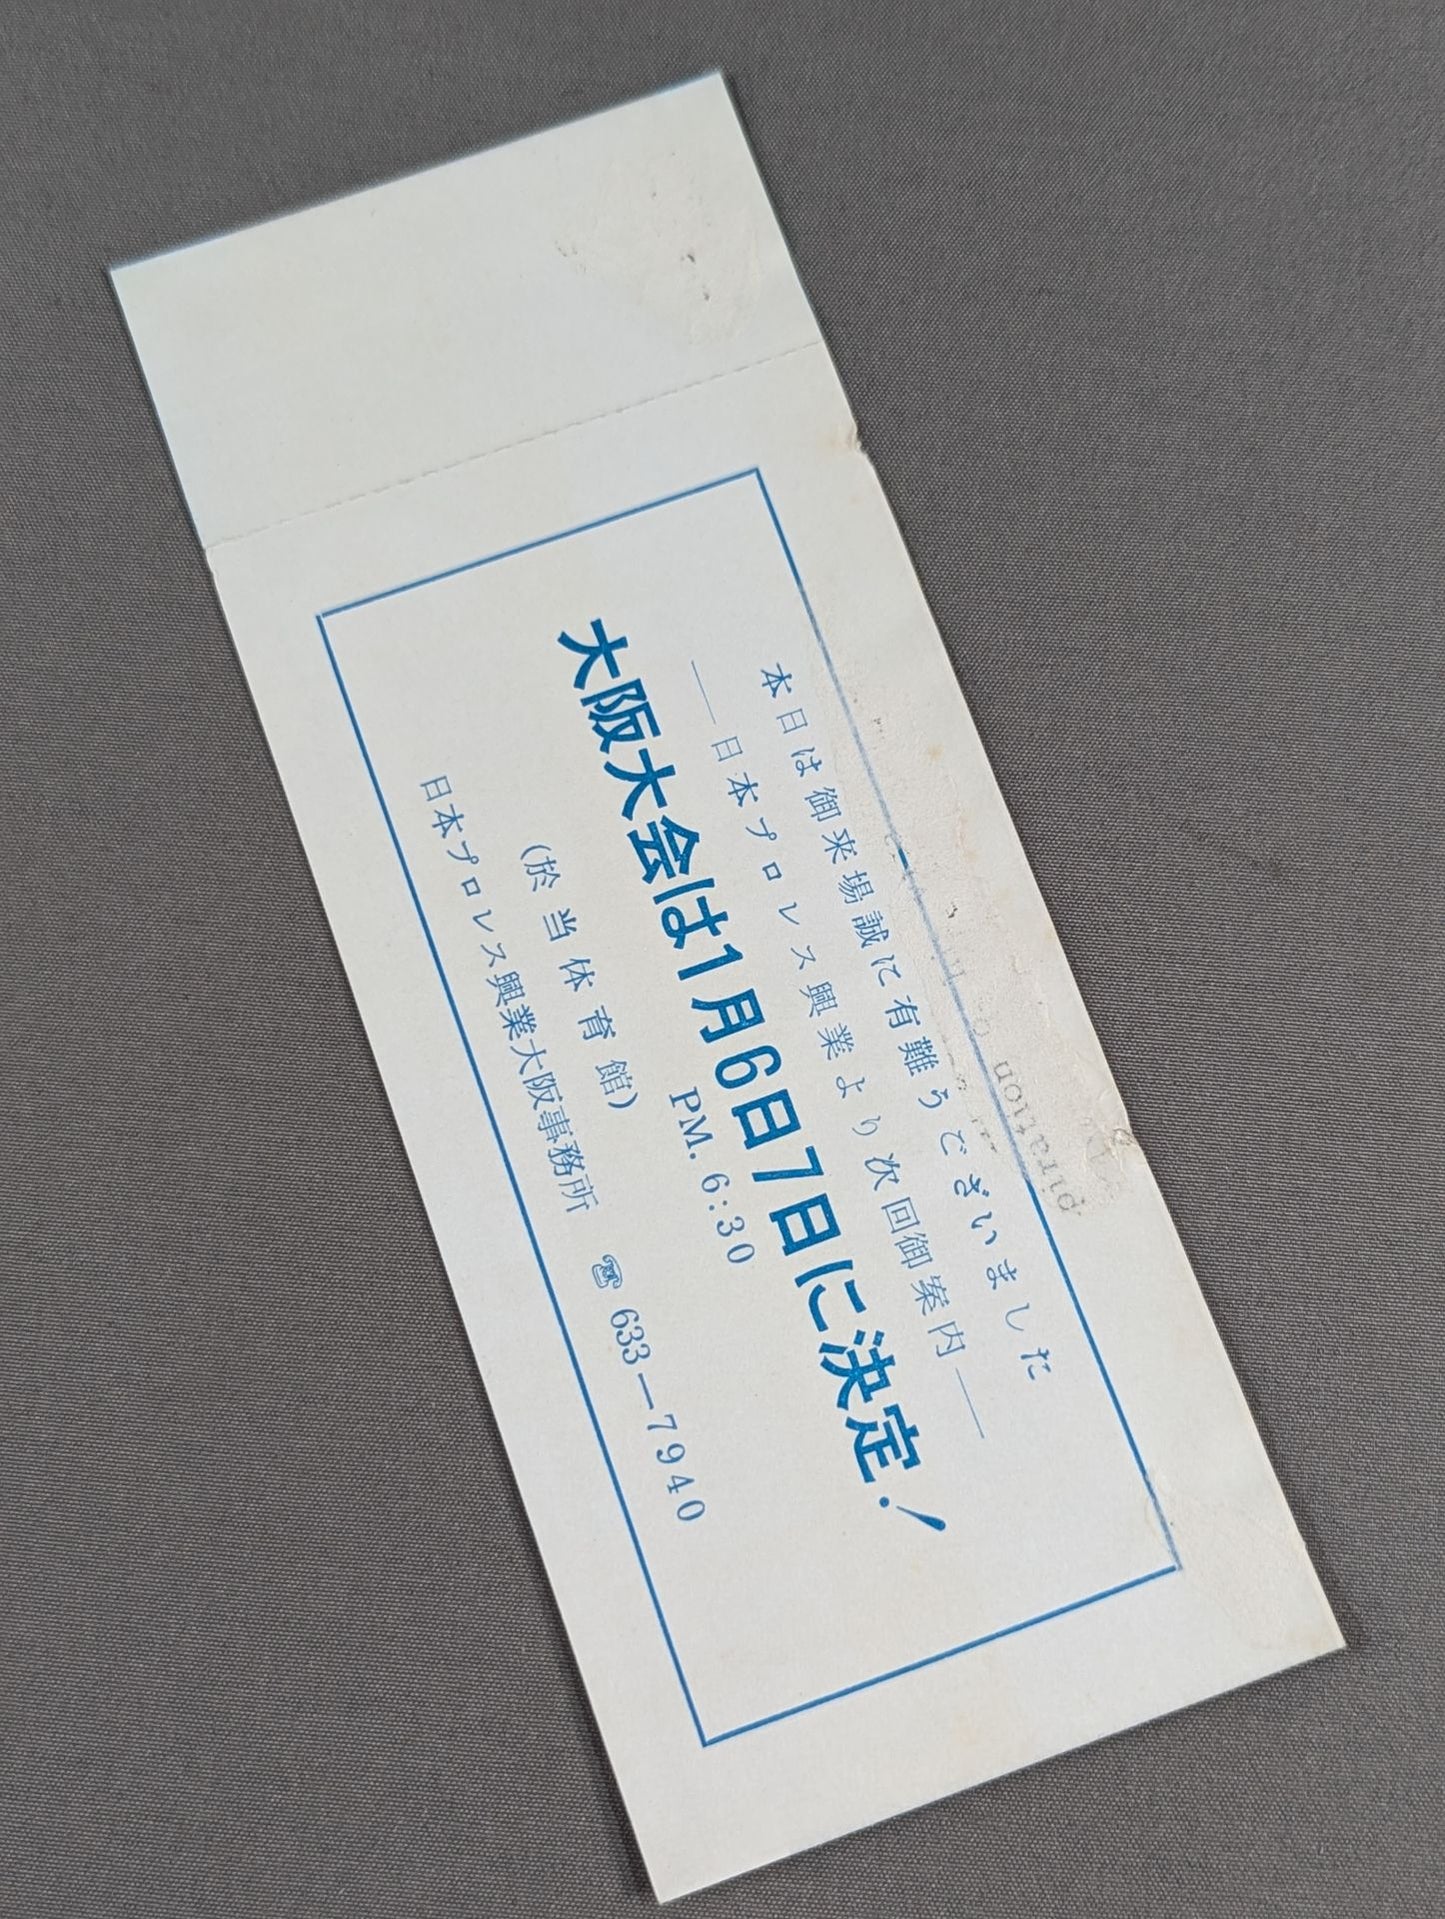 本日は御来場誠に有難うございました
――日本プロレス興業より次回御案内――
大阪大会は1月6日7日に決定!
PM. 6:30
(於当体育館)
日本プロレス興業大阪事務所 ☎ 633―7940
piration